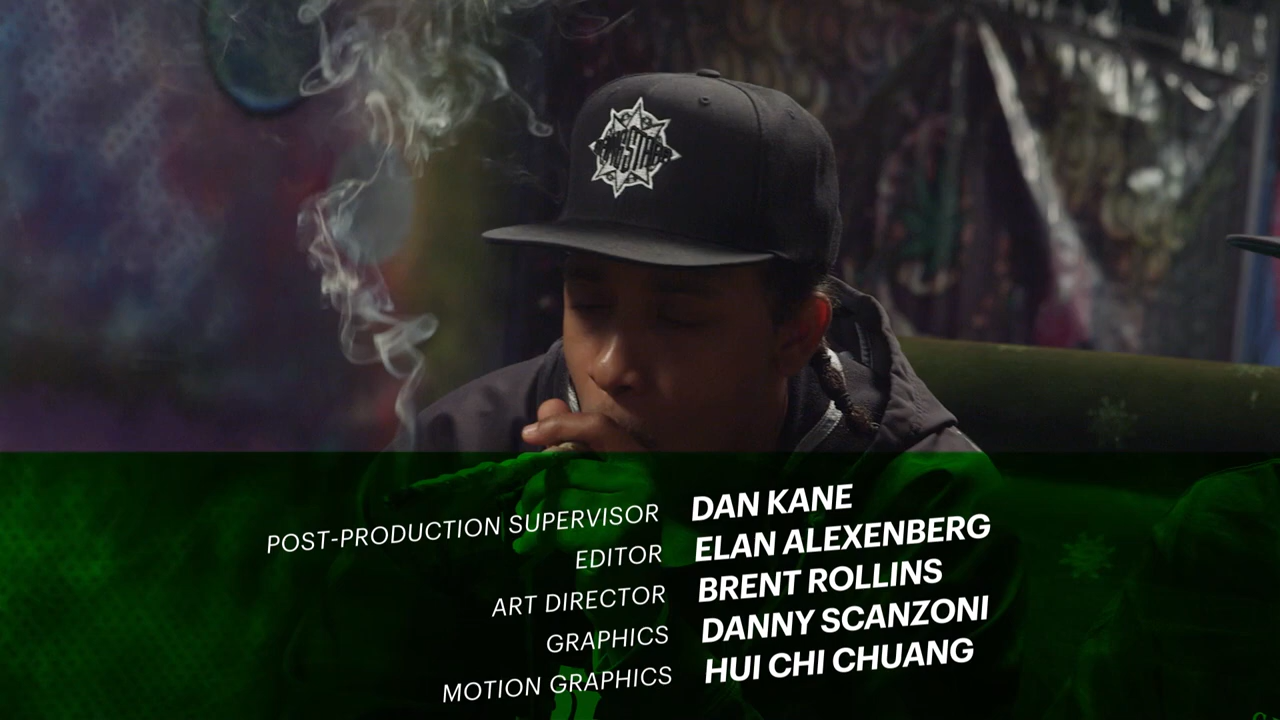 GANGSTARR
POST-PRODUCTION SUPERVISOR DAN KANE
EDITOR ELAN ALEXENBERG
ART DIRECTOR BRENT ROLLINS
GRAPHICS DANNY SCANZONI
MOTION GRAPHICS HUI CHI CHUANG